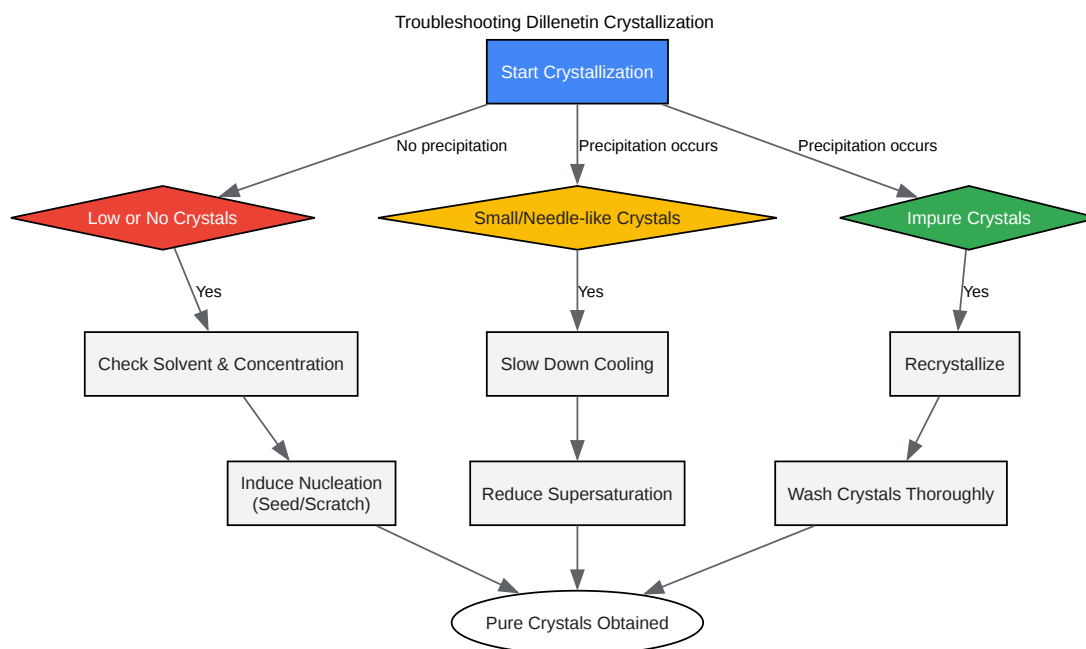 Troubleshooting Dillenetin Crystallization
Start Crystallization
No precipitation
Precipitation occurs
Precipitation occurs
Low or No Crystals
Small/Needle-like Crystals
Impure Crystals
Yes
Yes
Yes
Check Solvent & Concentration
Slow Down Cooling
Recrystallize
Induce Nucleation
(Seed/Scratch)
Reduce Supersaturation
Wash Crystals Thoroughly
Pure Crystals Obtained